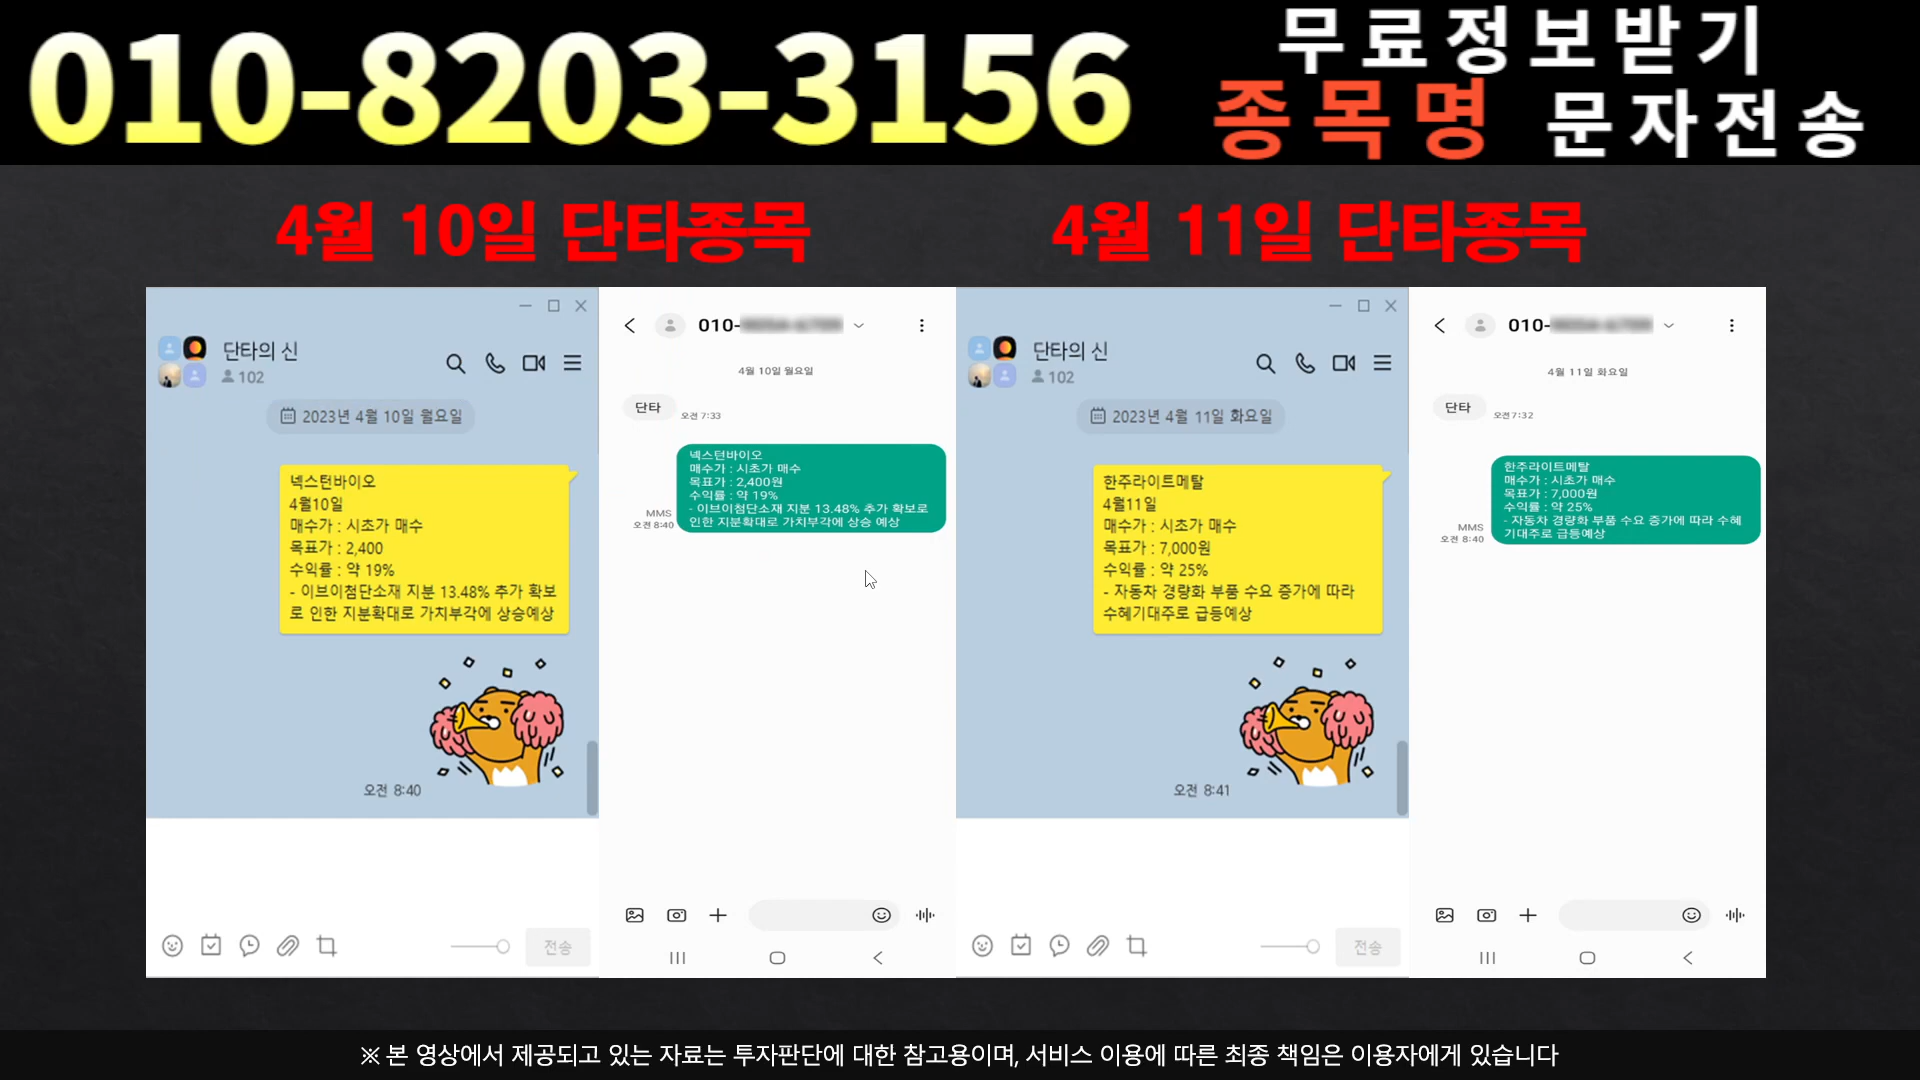 010-8203-3156
무료정보받기
종목명 문자전송
4월 10일 단타종목
4월 11일 단타종목
단타의 신
102
2023년 4월 10일 월요일
넥스턴바이오
4월10일
매수가 : 시초가 매수
목표가 : 2,400
수익률 : 약 19%
- 이브이첨단소재 지분 13.48% 추가 확보
로 인한 지분확대로 가치부각에 상승예상
오전 8:40
전송
010-
4월 10일 월요일
단타
오전 7:33
넥스턴바이오
매수가 : 시초가 매수
목표가 : 2,400원
수익률 : 약 19%
- 이브이첨단소재 지분 13.48% 추가 확보로
인한 지분확대로 가치부각에 상승 예상
MMS
오전 8:40
단타의 신
102
2023년 4월 11일 화요일
한주라이트메탈
4월11일
매수가 : 시초가 매수
목표가 : 7,000원
수익률 : 약 25%
- 자동차 경량화 부품 수요 증가에 따라
수혜기대주로 급등예상
오전 8:41
전송
010-
4월 11일 화요일
단타
오전 7:32
한주라이트메탈
매수가 : 시초가 매수
목표가 : 7,000원
수익률 : 약 25%
- 자동차 경량화 부품 수요 증가에 따라 수혜
기대주로 급등예상
MMS
오전 8:40
※ 본 영상에서 제공되고 있는 자료는 투자판단에 대한 참고용이며, 서비스 이용에 따른 최종 책임은 이용자에게 있습니다